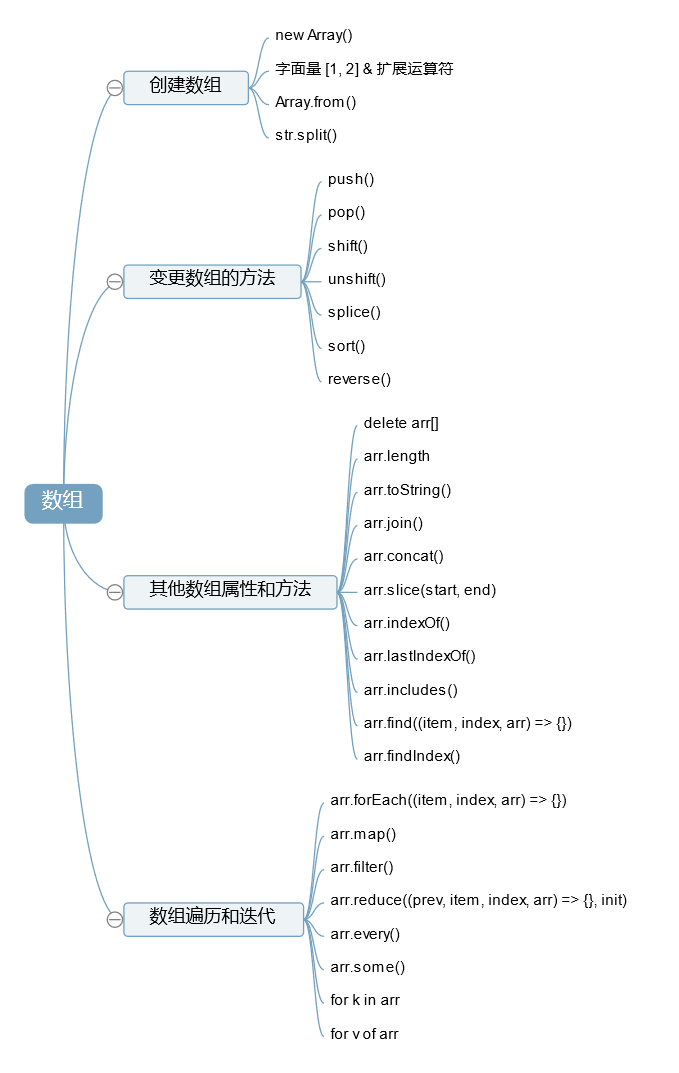 数组
创建数组
new Array()
字面量 [1, 2] & 扩展运算符
Array.from()
str.split()
变更数组的方法
push()
pop()
shift()
unshift()
splice()
sort()
reverse()
其他数组属性和方法
delete arr[]
arr.length
arr.toString()
arr.join()
arr.concat()
arr.slice(start, end)
arr.indexOf()
arr.lastIndexOf()
arr.includes()
arr.find((item, index, arr) => {})
arr.findIndex()
数组遍历和迭代
arr.forEach((item, index, arr) => {})
arr.map()
arr.filter()
arr.reduce((prev, item, index, arr) => {}, init)
arr.every()
arr.some()
for k in arr
for v of arr